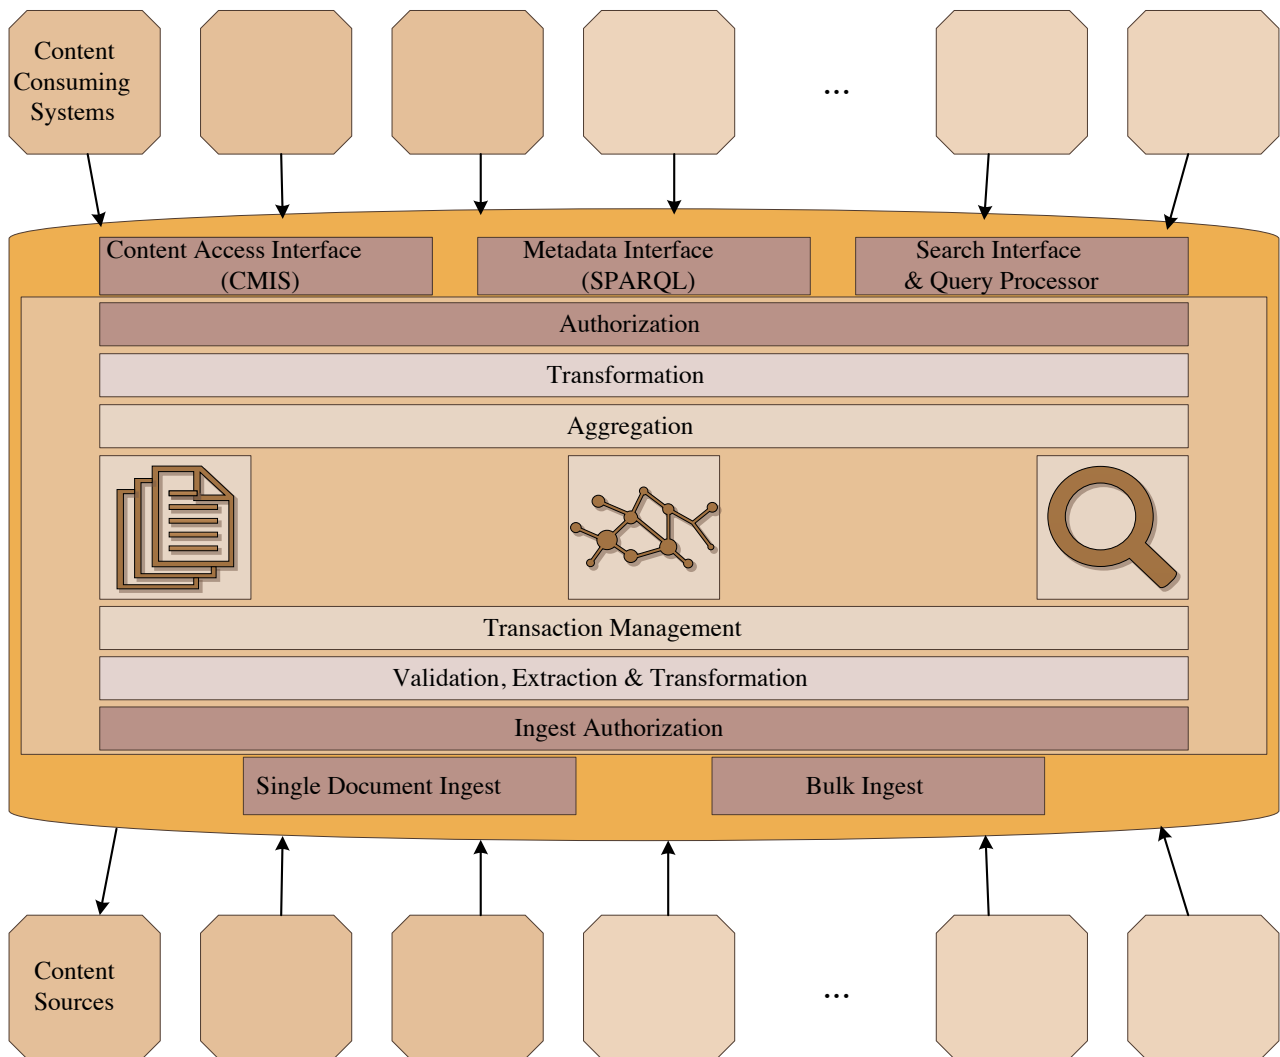 Content
Consuming
Systems
...
Content Access Interface
(CMIS)
Metadata Interface
(SPARQL)
Search Interface
& Query Processor
Authorization
Transformation
Aggregation
Transaction Management
Validation, Extraction & Transformation
Ingest Authorization
Single Document Ingest
Bulk Ingest
Content
Sources
...